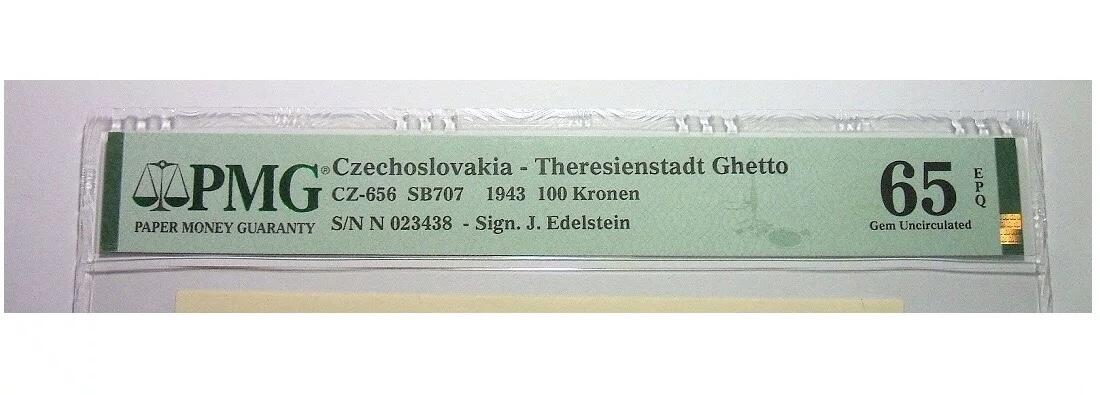 PMG® Czechoslovakia - Theresienstadt Ghetto
CZ-656 SB707 1943 100 Kronen
PAPER MONEY GUARANTY S/N N 023438 - Sign. J. Edelstein
65 EPQ
Gem Uncirculated